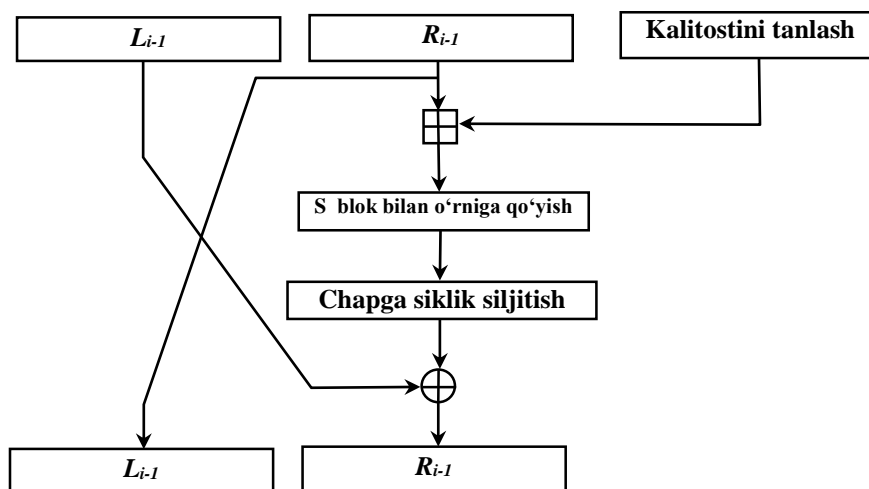 Li-1
Ri-1
Kalitostini tanlash
S blok bilan o‘rniga qo‘yish
Chapga siklik siljitish
Li-1
Ri-1